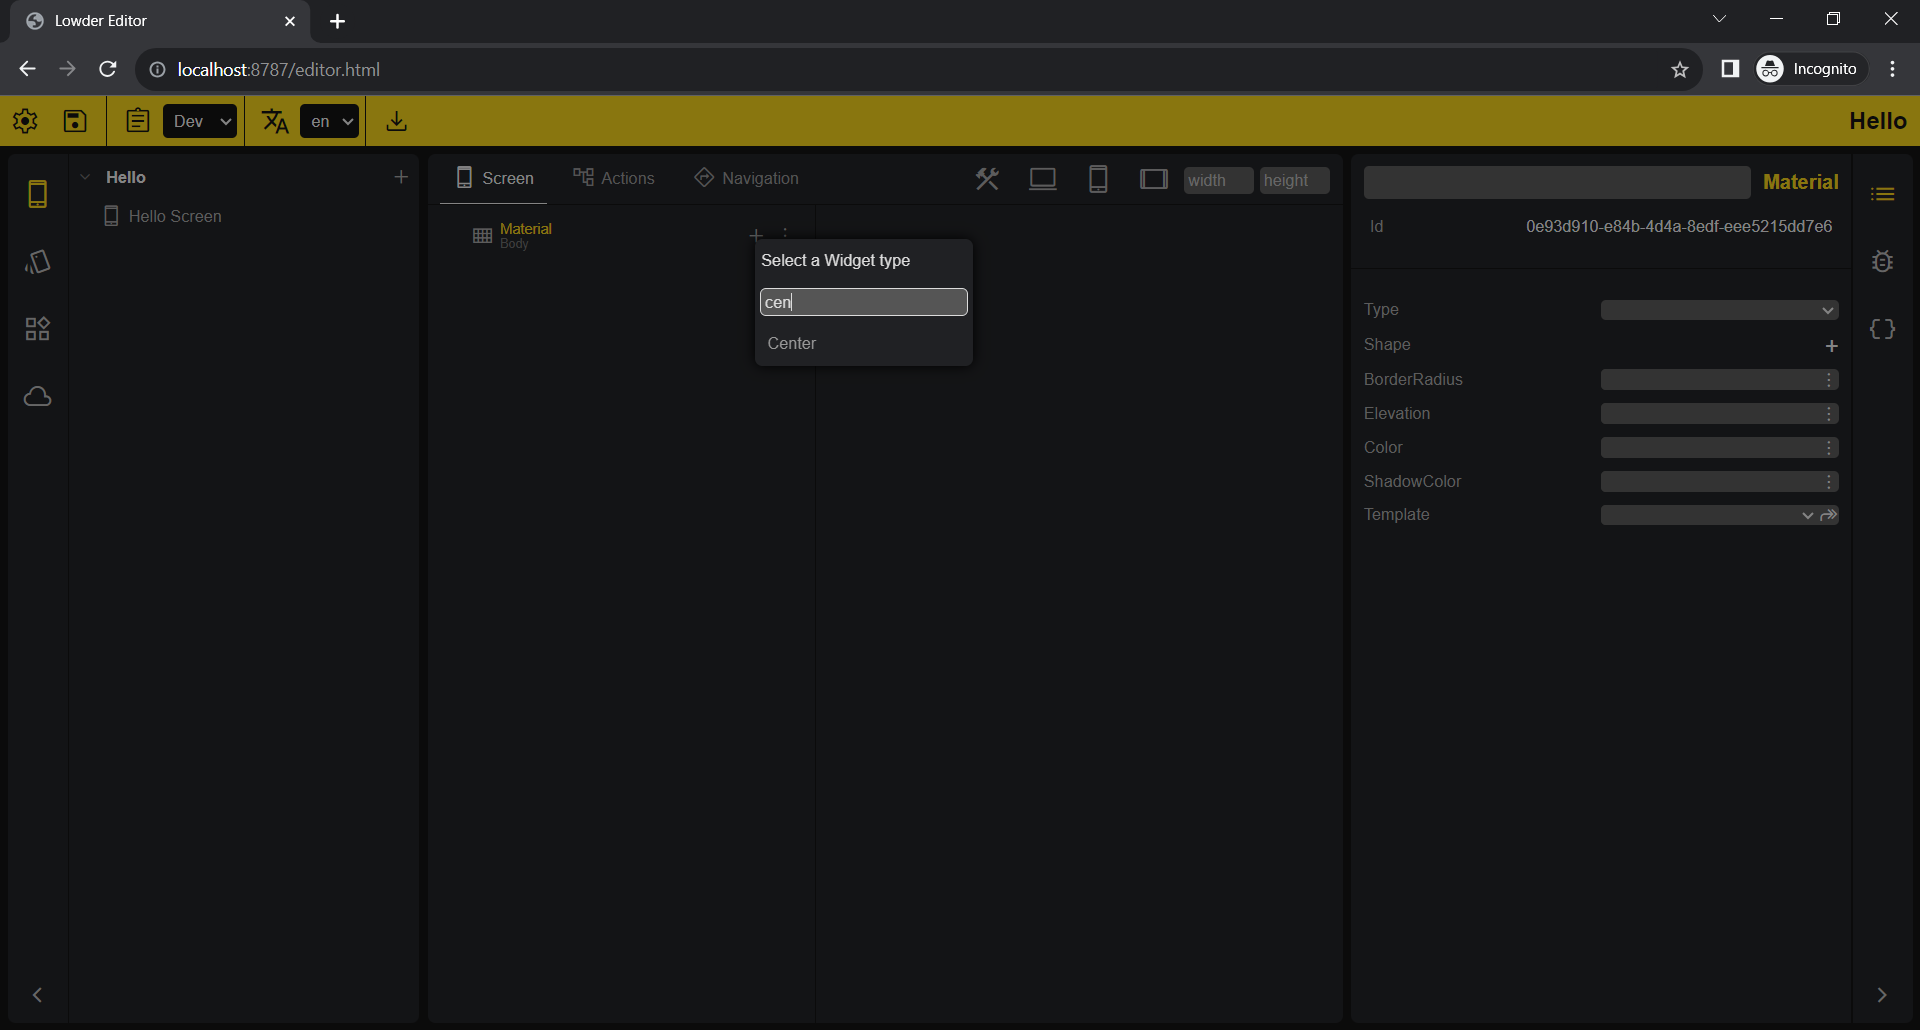 Lowder Editor
localhost:8787/editor.html
Incognito
Dev
en
Hello
Hello
Hello Screen
Screen
Actions
Navigation
width
height
Material
Body
Select a Widget type
cen
Center
Material
Id
0e93d910-e84b-4d4a-8edf-eee5215dd7e6
Type
Shape
BorderRadius
Elevation
Color
ShadowColor
Template